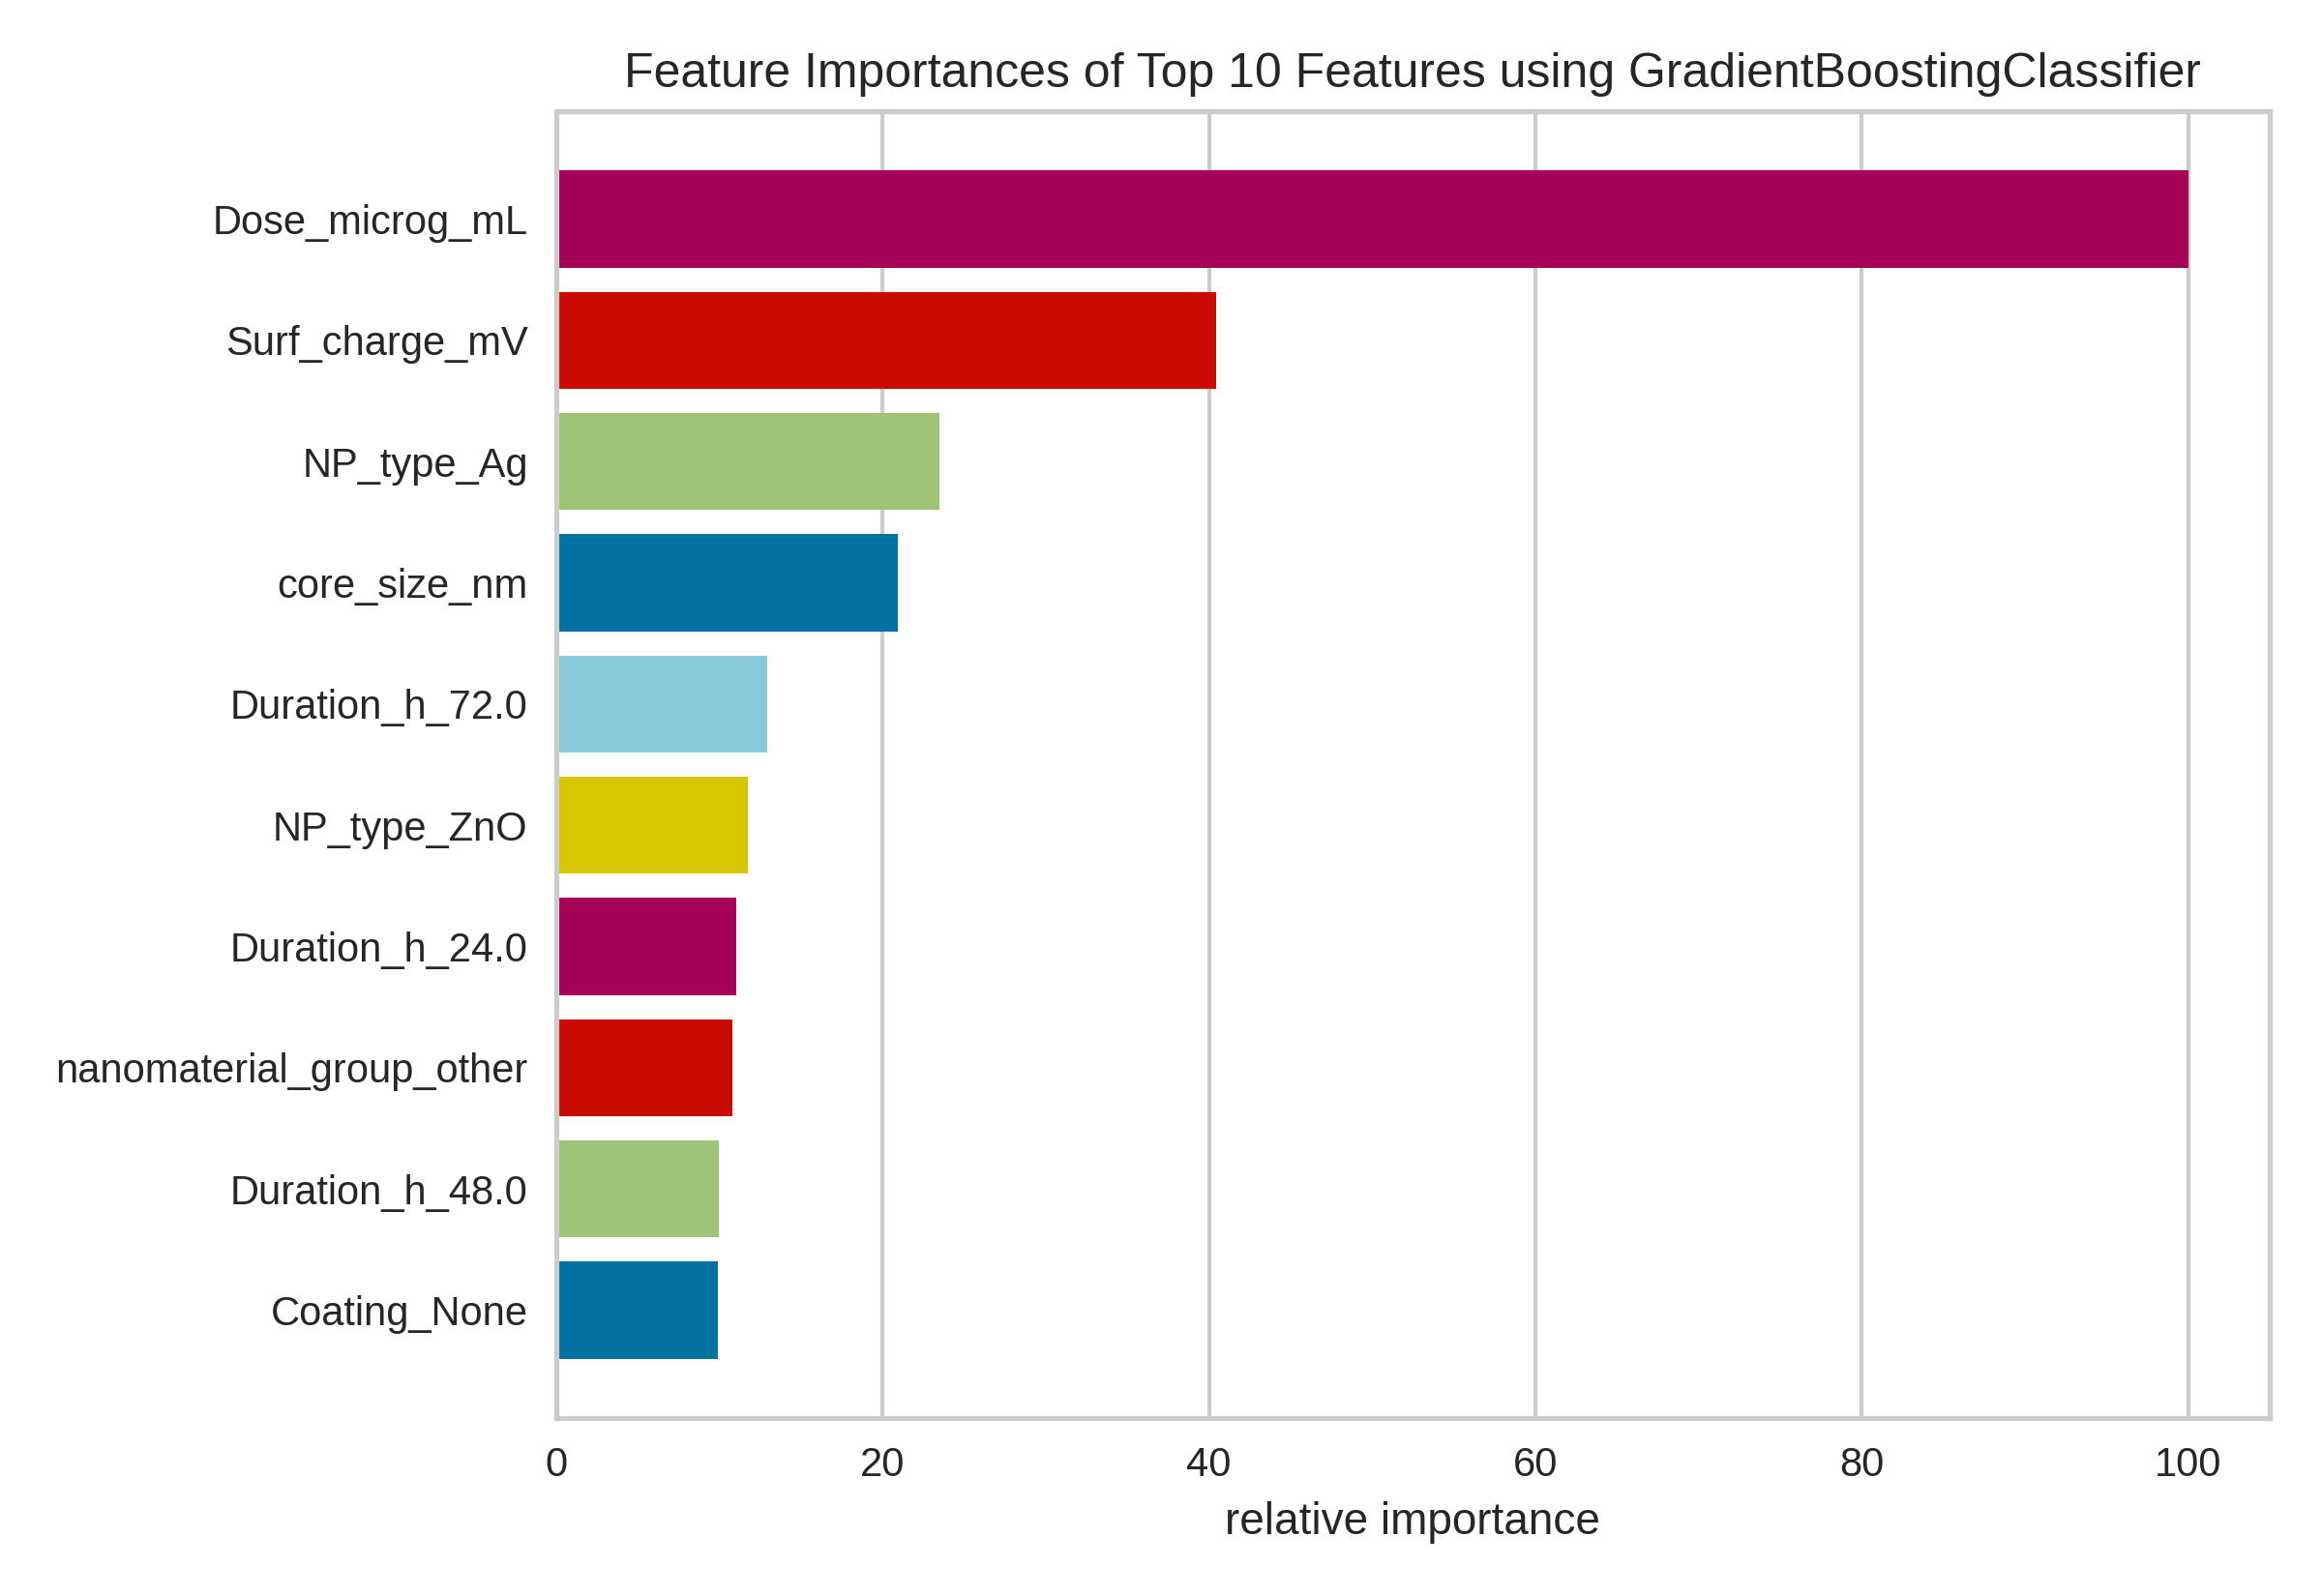 Feature Importances of Top 10 Features using GradientBoostingClassifier
Dose_microg_mL
Surf_charge_mV
NP_type_Ag
core_size_nm
Duration_h_72.0
NP_type_ZnO
Duration_h_24.0
nanomaterial_group_other
Duration_h_48.0
Coating_None
0 20 40 60 80 100
relative importance